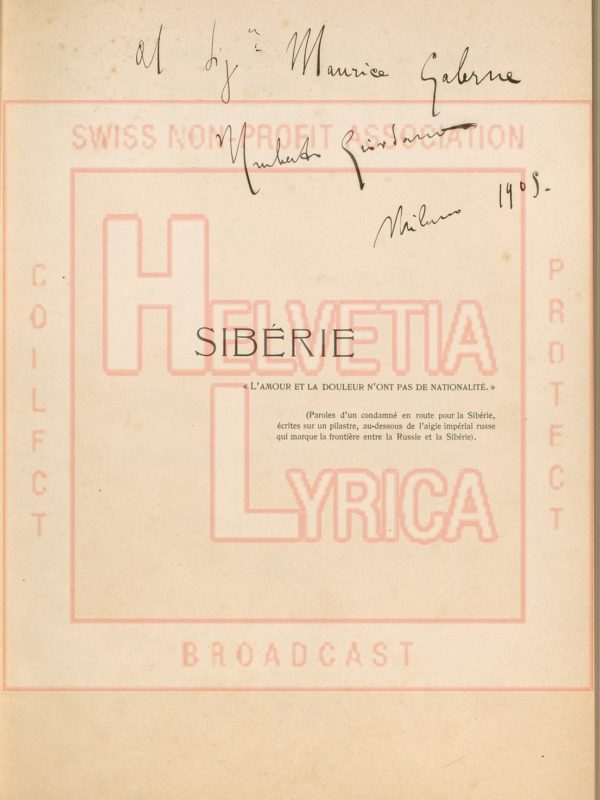 Al Sigr Maurice Galerne
SWISS NON-PROFIT ASSOCIATION
Umberto Giordano
Milano 1905.
HELVETIA
LYRICA
COILFCT
PROTECT
BROADCAST
SIBÉRIE
« L'AMOUR ET LA DOULEUR N'ONT PAS DE NATIONALITÉ. »
(Paroles d'un condamné en route pour la Sibérie,
écrites sur un pilastre, au-dessous de l'aigle impérial russe
qui marque la frontière entre la Russie et la Sibérie).